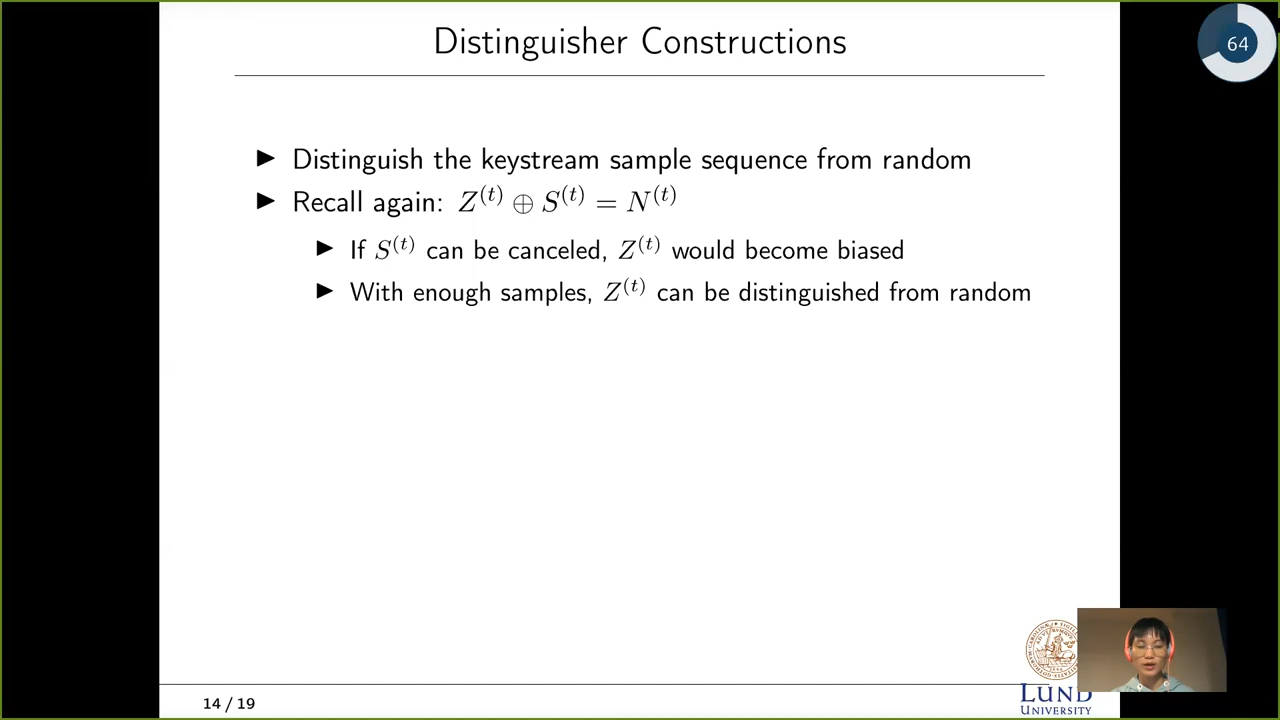 Distinguisher Constructions
64
▶ Distinguish the keystream sample sequence from random
▶ Recall again: Z^(t) ⊕ S^(t) = N^(t)
▶ If S^(t) can be canceled, Z^(t) would become biased
▶ With enough samples, Z^(t) can be distinguished from random
14 / 19
LUND
UNIVERSITY